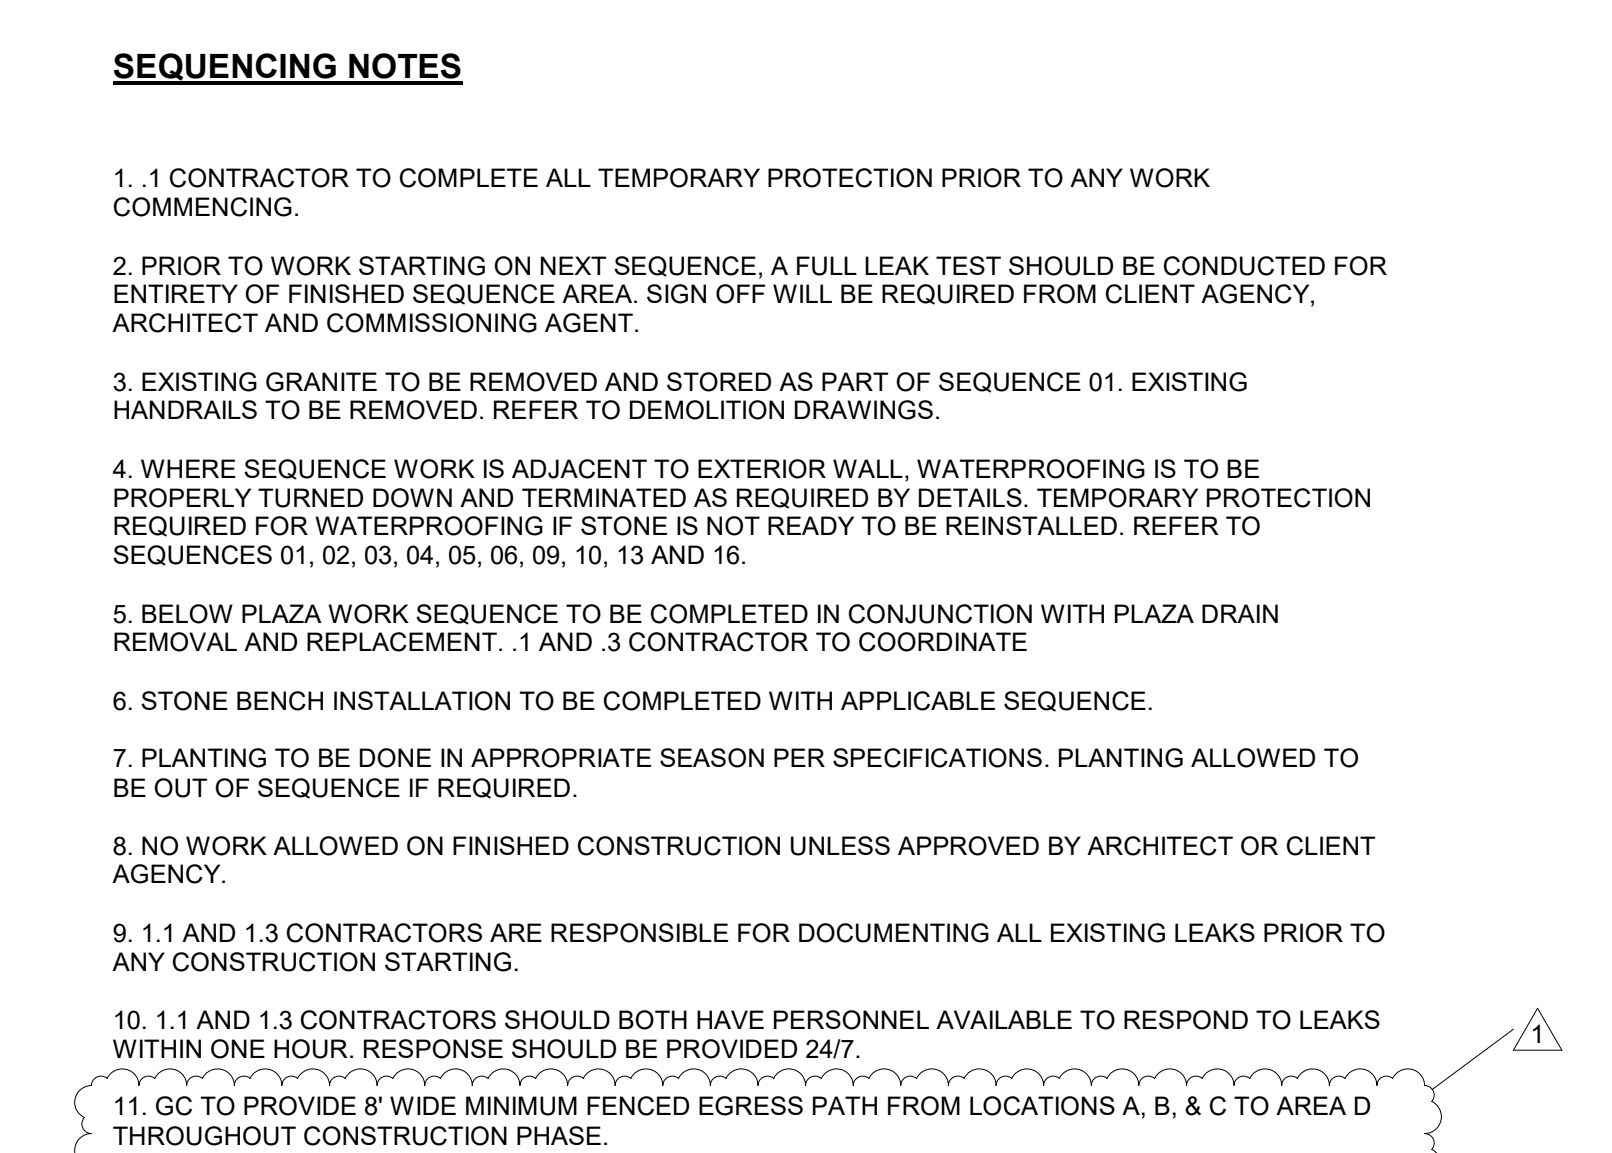 SEQUENCING NOTES
1. .1 CONTRACTOR TO COMPLETE ALL TEMPORARY PROTECTION PRIOR TO ANY WORK
COMMENCING.
2. PRIOR TO WORK STARTING ON NEXT SEQUENCE, A FULL LEAK TEST SHOULD BE CONDUCTED FOR
ENTIRETY OF FINISHED SEQUENCE AREA. SIGN OFF WILL BE REQUIRED FROM CLIENT AGENCY,
ARCHITECT AND COMMISSIONING AGENT.
3. EXISTING GRANITE TO BE REMOVED AND STORED AS PART OF SEQUENCE 01. EXISTING
HANDRAILS TO BE REMOVED. REFER TO DEMOLITION DRAWINGS.
4. WHERE SEQUENCE WORK IS ADJACENT TO EXTERIOR WALL, WATERPROOFING IS TO BE
PROPERLY TURNED DOWN AND TERMINATED AS REQUIRED BY DETAILS. TEMPORARY PROTECTION
REQUIRED FOR WATERPROOFING IF STONE IS NOT READY TO BE REINSTALLED. REFER TO
SEQUENCES 01, 02, 03, 04, 05, 06, 09, 10, 13 AND 16.
5. BELOW PLAZA WORK SEQUENCE TO BE COMPLETED IN CONJUNCTION WITH PLAZA DRAIN
REMOVAL AND REPLACEMENT. .1 AND .3 CONTRACTOR TO COORDINATE
6. STONE BENCH INSTALLATION TO BE COMPLETED WITH APPLICABLE SEQUENCE.
7. PLANTING TO BE DONE IN APPROPRIATE SEASON PER SPECIFICATIONS. PLANTING ALLOWED TO
BE OUT OF SEQUENCE IF REQUIRED.
8. NO WORK ALLOWED ON FINISHED CONSTRUCTION UNLESS APPROVED BY ARCHITECT OR CLIENT
AGENCY.
9. 1.1 AND 1.3 CONTRACTORS ARE RESPONSIBLE FOR DOCUMENTING ALL EXISTING LEAKS PRIOR TO
ANY CONSTRUCTION STARTING.
10. 1.1 AND 1.3 CONTRACTORS SHOULD BOTH HAVE PERSONNEL AVAILABLE TO RESPOND TO LEAKS
WITHIN ONE HOUR. RESPONSE SHOULD BE PROVIDED 24/7.
1
11. GC TO PROVIDE 8' WIDE MINIMUM FENCED EGRESS PATH FROM LOCATIONS A, B, & C TO AREA D
THROUGHOUT CONSTRUCTION PHASE.